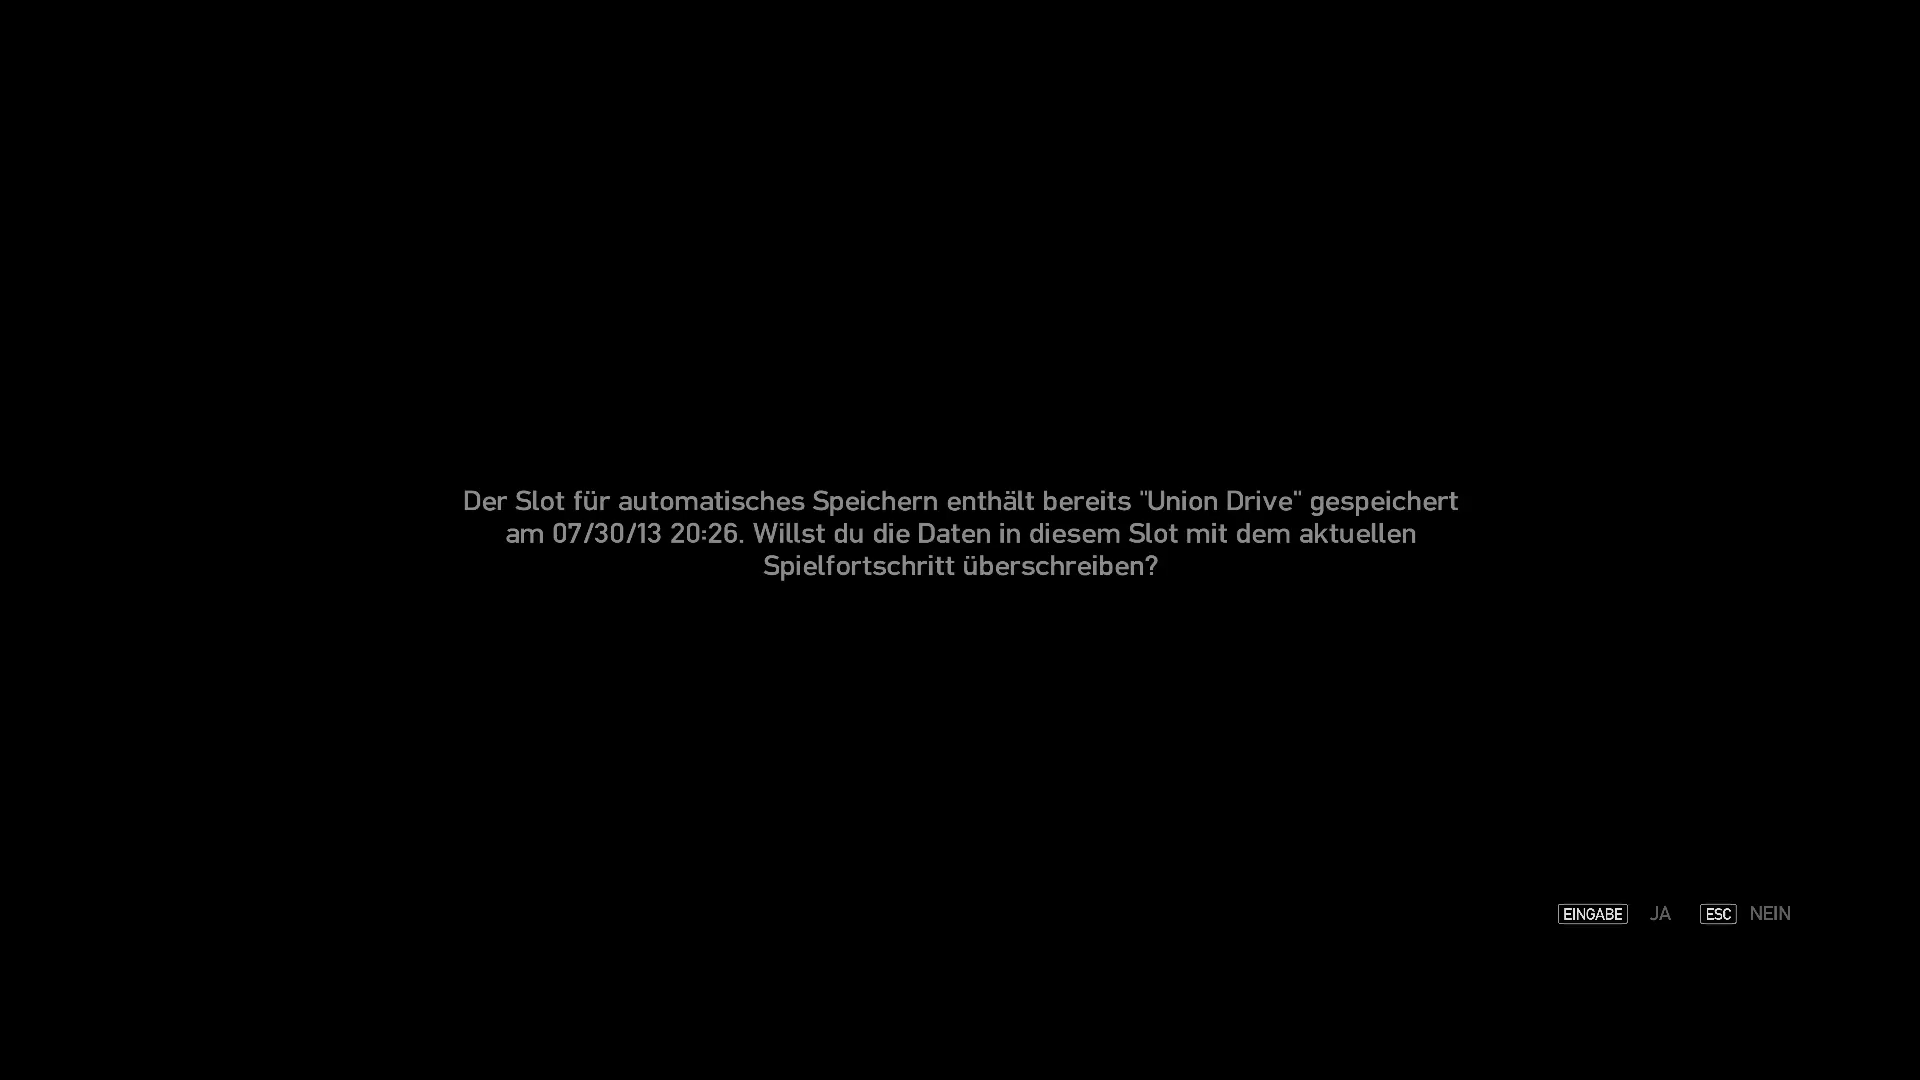 Der Slot für automatisches Speichern enthält bereits "Union Drive" gespeichert
am 07/30/13 20:26. Willst du die Daten in diesem Slot mit dem aktuellen
Spielfortschritt überschreiben?
EINGABE JA ESC NEIN